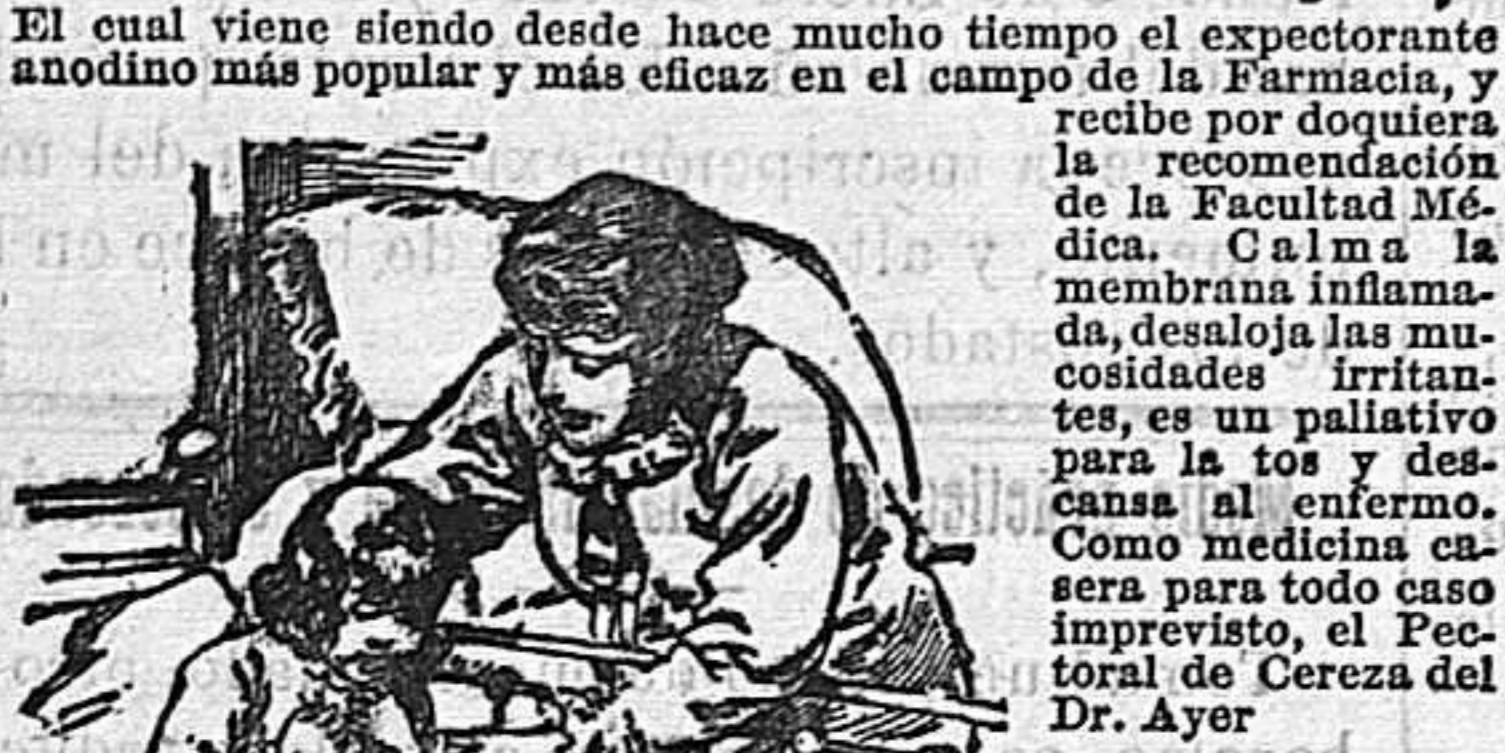 El cual viene siendo desde hace mucho tiempo el expectorante
anodino más popular y más eficaz en el campo de la Farmacia, y
recibe por doquiera
la recomendación
de la Facultad Mé-
dica. Calma la
membrana inflama-
da, desaloja las mu-
cosidades irritan-
tes, es un paliativo
para la tos y des-
cansa al enfermo.
Como medicina ca-
sera para todo caso
imprevisto, el Pec-
toral de Cereza del
Dr. Ayer